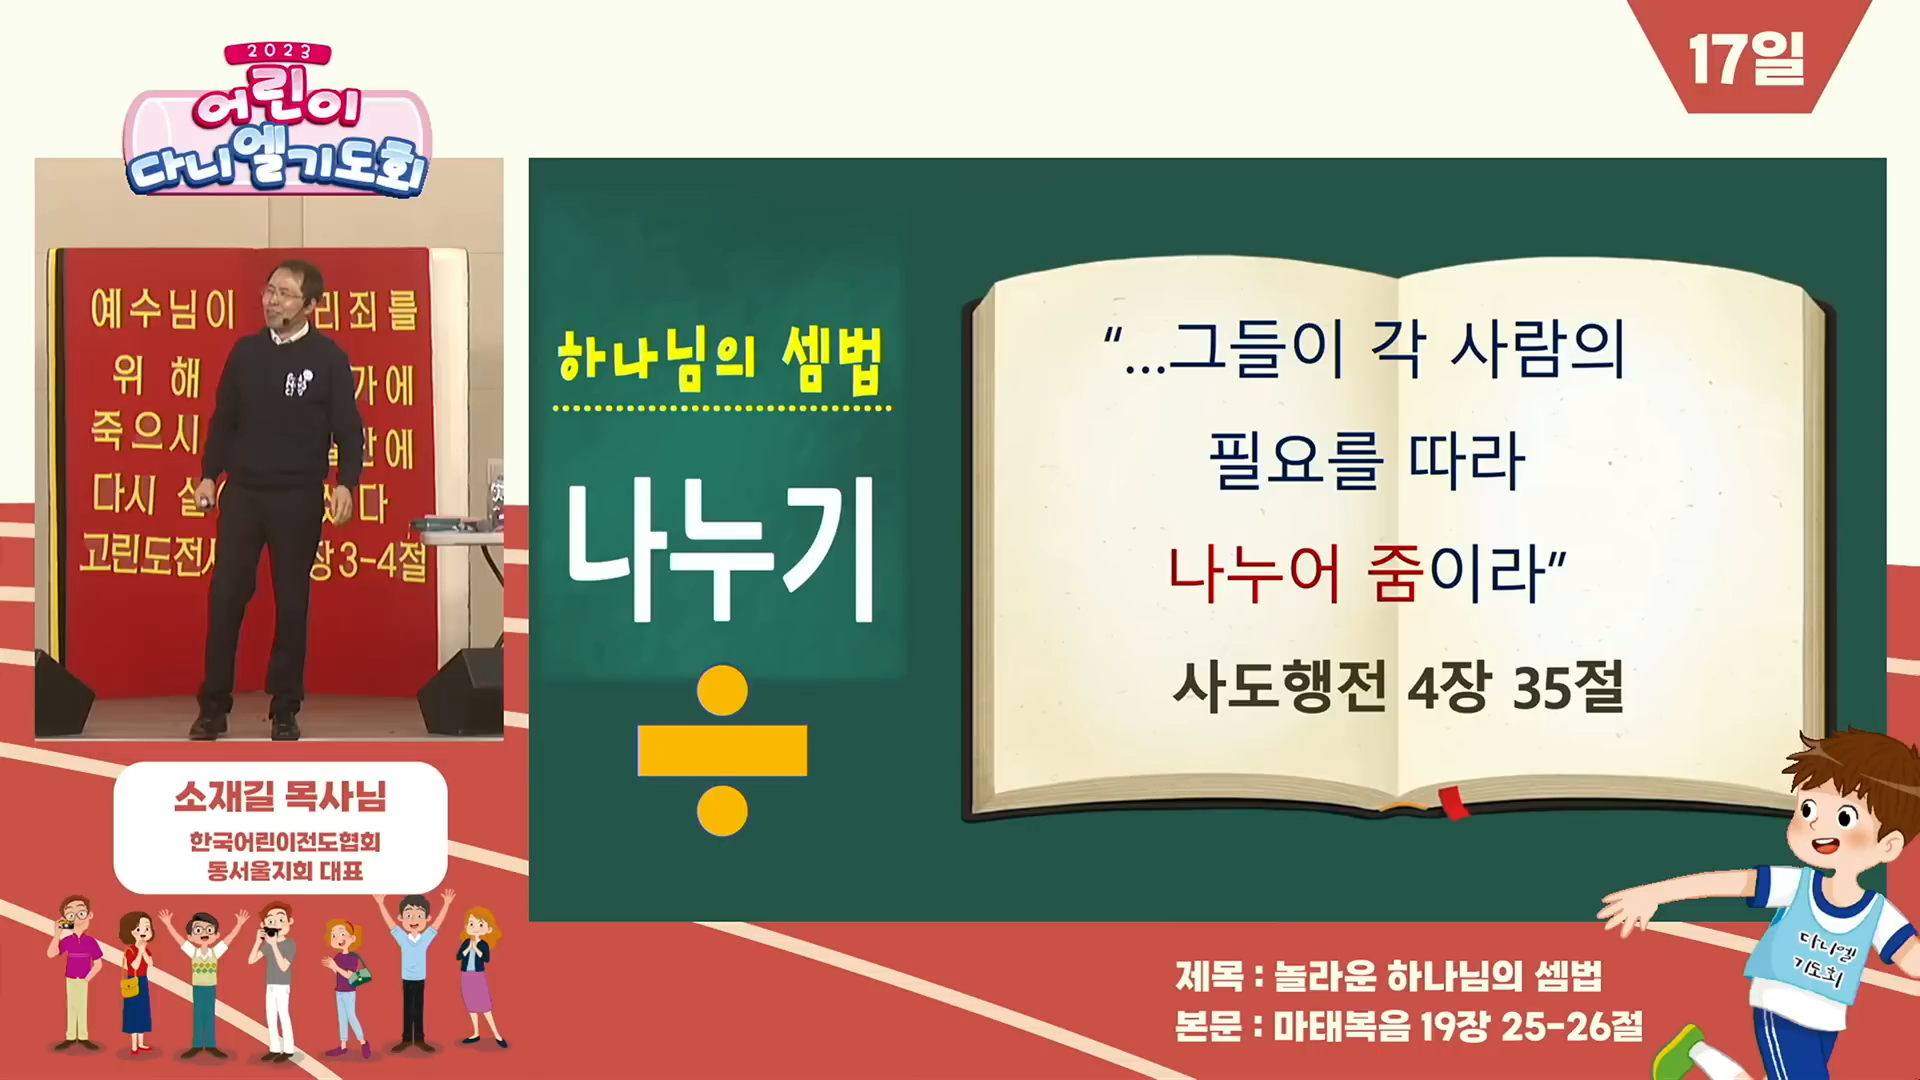 2023
어린이
다니엘기도회
17일
예수님이 리죄를
위해 가에
죽으시 안에
다시
다
고린도전 장3-4절
하나님의 셈법
나누기
“...그들이 각 사람의
필요를 따라
나누어 줌이라”
사도행전 4장 35절
소재길 목사님
한국어린이전도협회
동서울지회 대표
다니엘
기도회
제목 : 놀라운 하나님의 셈법
본문 : 마태복음 19장 25-26절